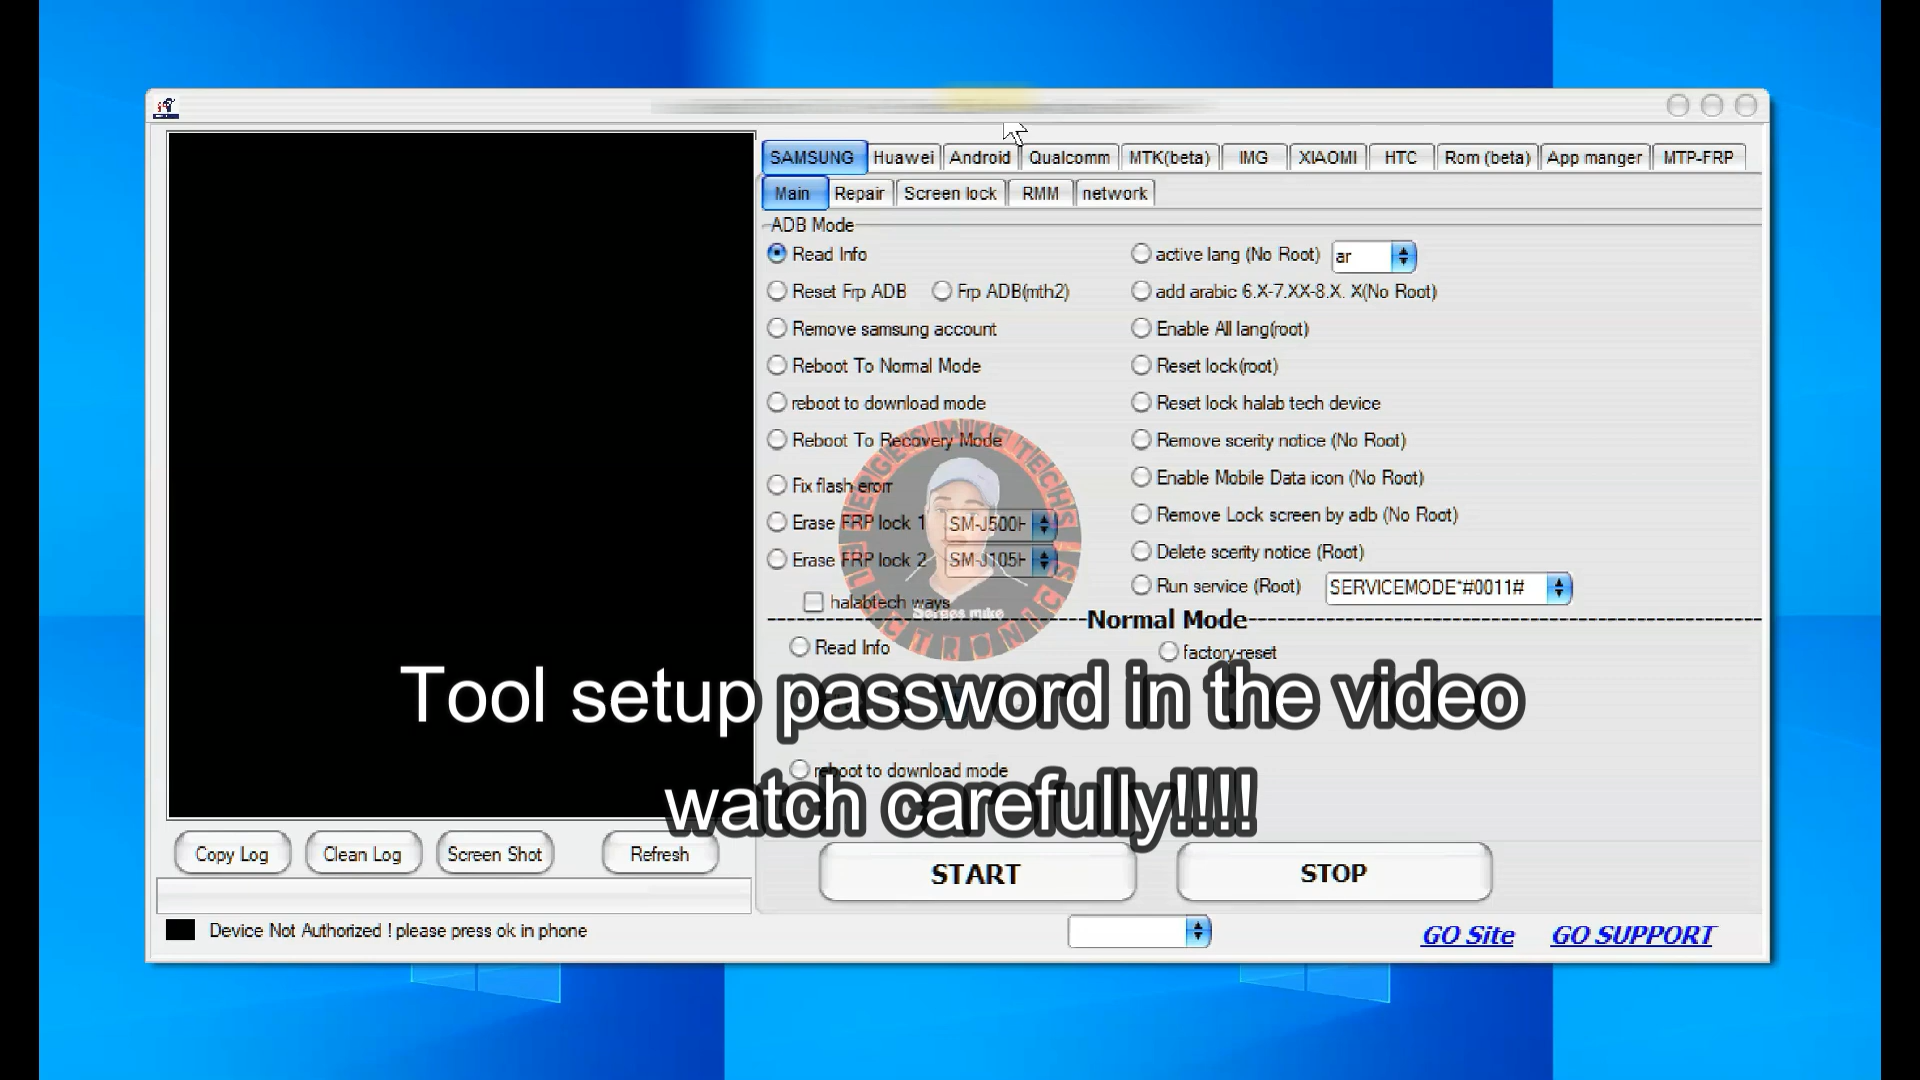 SAMSUNG Huawei Android Qualcomm MTK(beta) IMG XIAOMI HTC Rom (beta) App manger MTP-FRP
Main Repair Screen lock RMM network
ADB Mode
Read Info
active lang (No Root) ar
Reset Frp ADB Frp ADB(mth2)
add arabic 6.X-7.XX-8.X. X(No Root)
Remove samsung account
Enable All lang(root)
Reboot To Normal Mode
Reset lock(root)
reboot to download mode
Reset lock halab tech device
Reboot To Recovery Mode
Remove scerity notice (No Root)
Fix flash erorr
Enable Mobile Data icon (No Root)
Erase FRP lock 1 SM-J500H
Remove Lock screen by adb (No Root)
Erase FRP lock 2 SM-J105H
Delete scerity notice (Root)
halabtech ways
Run service (Root) SERVICEMODE*#0011#
Serges mike
Normal Mode
Read Info
factory-reset
Tool setup password in the video
watch carefully!!!!
reboot to download mode
Copy Log Clean Log Screen Shot Refresh
START STOP
Device Not Authorized ! please press ok in phone
GO Site GO SUPPORT